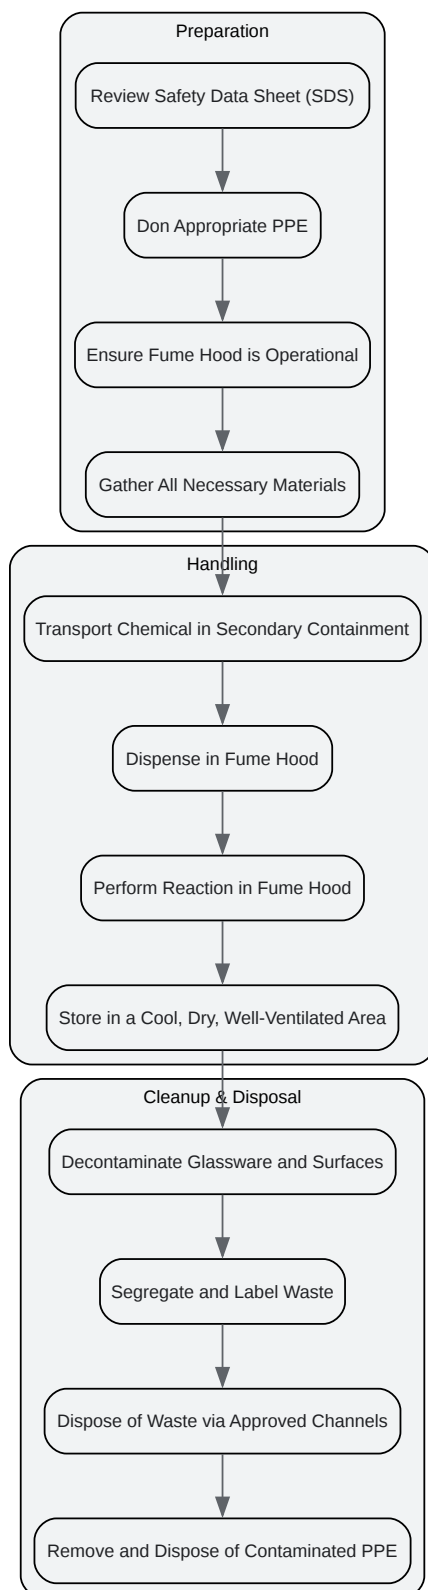 Preparation
Review Safety Data Sheet (SDS)
Don Appropriate PPE
Ensure Fume Hood is Operational
Gather All Necessary Materials
Handling
Transport Chemical in Secondary Containment
Dispense in Fume Hood
Perform Reaction in Fume Hood
Store in a Cool, Dry, Well-Ventilated Area
Cleanup & Disposal
Decontaminate Glassware and Surfaces
Segregate and Label Waste
Dispose of Waste via Approved Channels
Remove and Dispose of Contaminated PPE